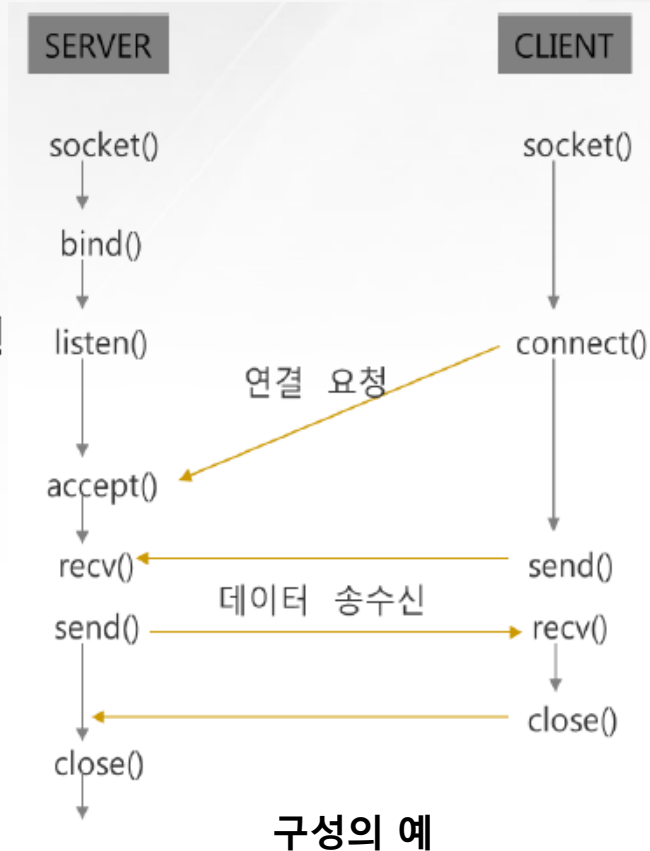 SERVER
CLIENT
socket()
socket()
bind()
listen()
connect()
연결 요청
accept()
recv()
send()
데이터 송수신
send()
recv()
close()
close()
구성의 예